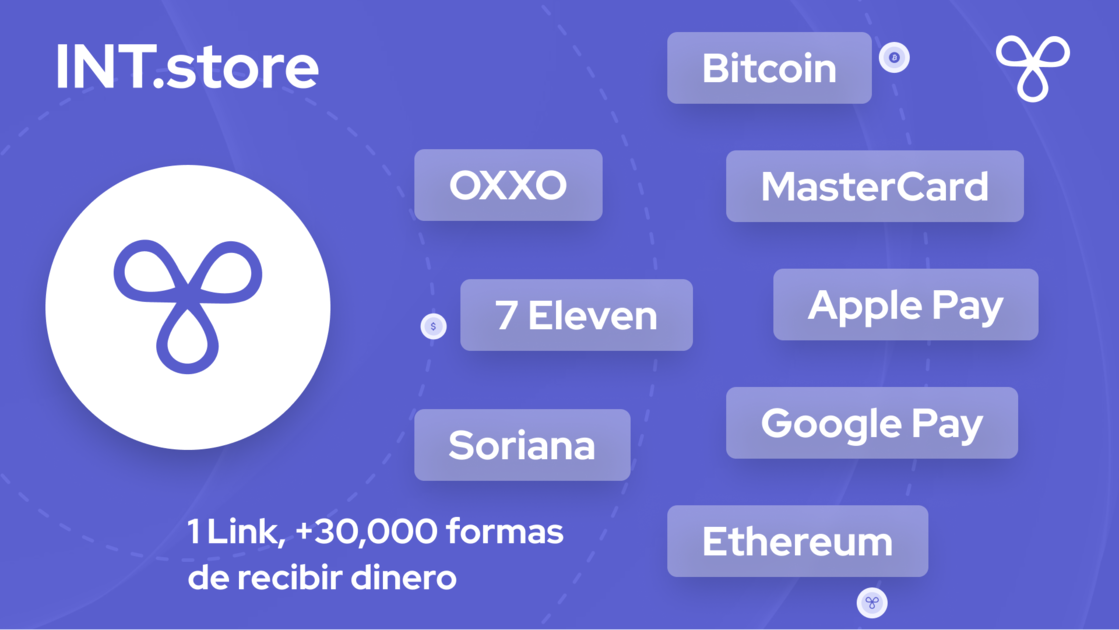 INT.store
Bitcoin
OXXO
MasterCard
7 Eleven
Apple Pay
Soriana
Google Pay
Ethereum
1 Link, +30,000 formas
de recibir dinero
$